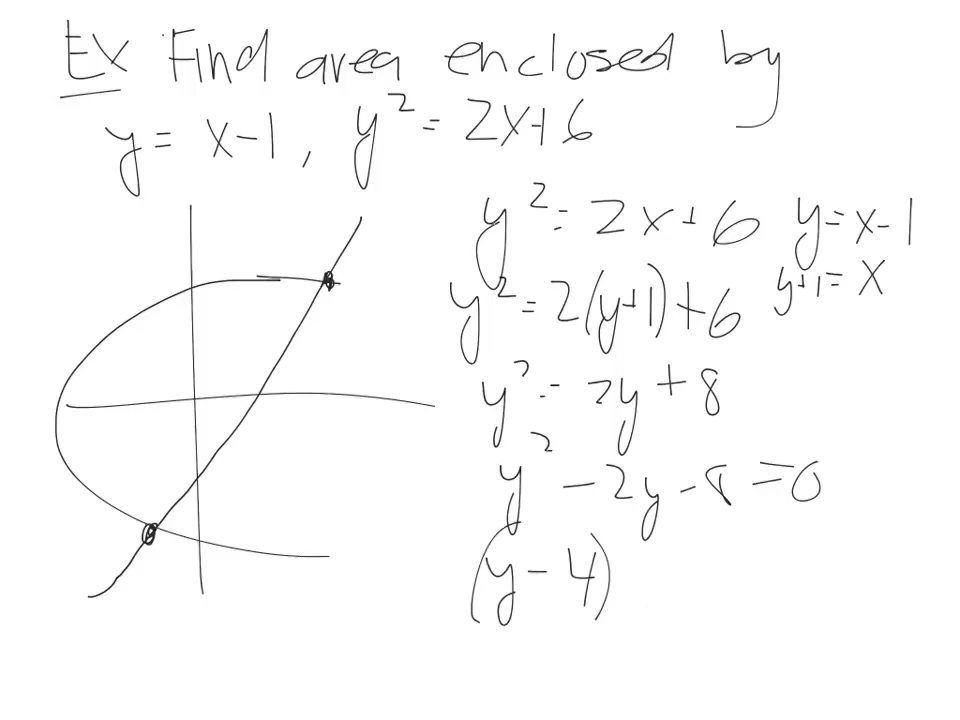 Ex Find area enclosed by
y = x-1, y² = 2x+6
y² = 2x+6 y=x-1
y+1=x
y² = 2(y+1)+6
y² = 2y+8
y² - 2y - 8 = 0
(y-4)